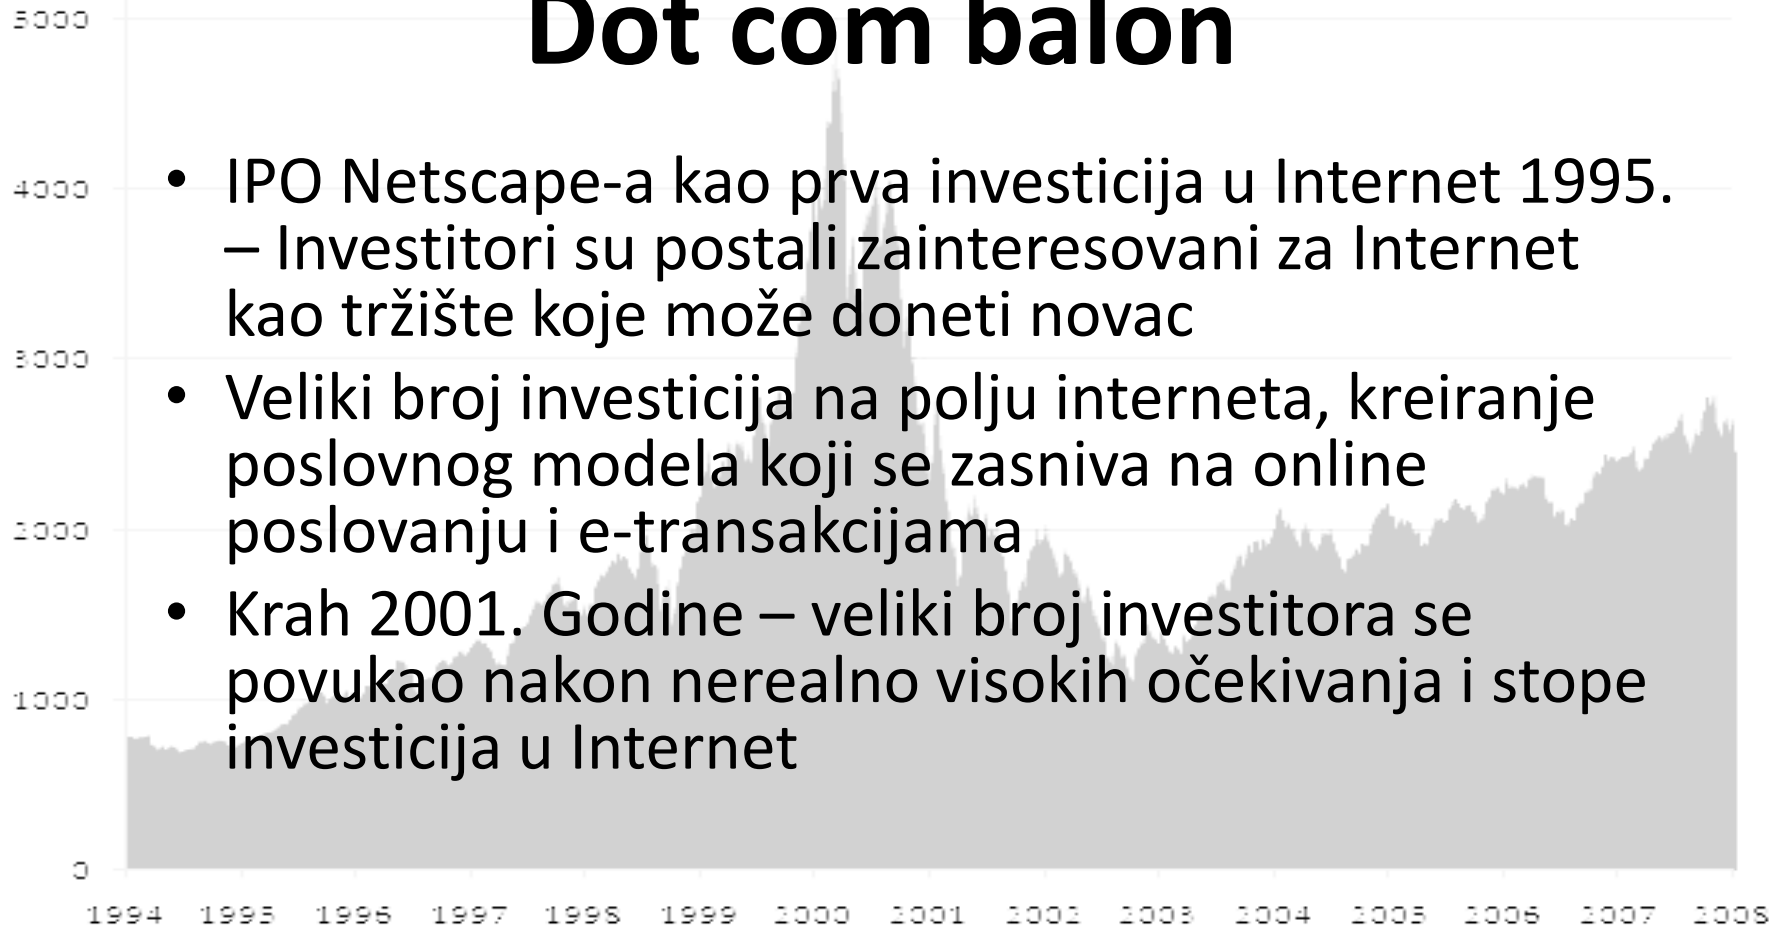 Dot com balon
5000
• IPO Netscape-a kao prva investicija u Internet 1995.
4000
– Investitori su postali zainteresovani za Internet
kao tržište koje može doneti novac
3000
• Veliki broj investicija na polju interneta, kreiranje
poslovnog modela koji se zasniva na online
poslovanju i e-transakcijama
2000
• Krah 2001. Godine – veliki broj investitora se
povukao nakon nerealno visokih očekivanja i stope
1000
investicija u Internet
0
1994 1995 1996 1997 1998 1999 2000 2001 2002 2003 2004 2005 2006 2007 2008